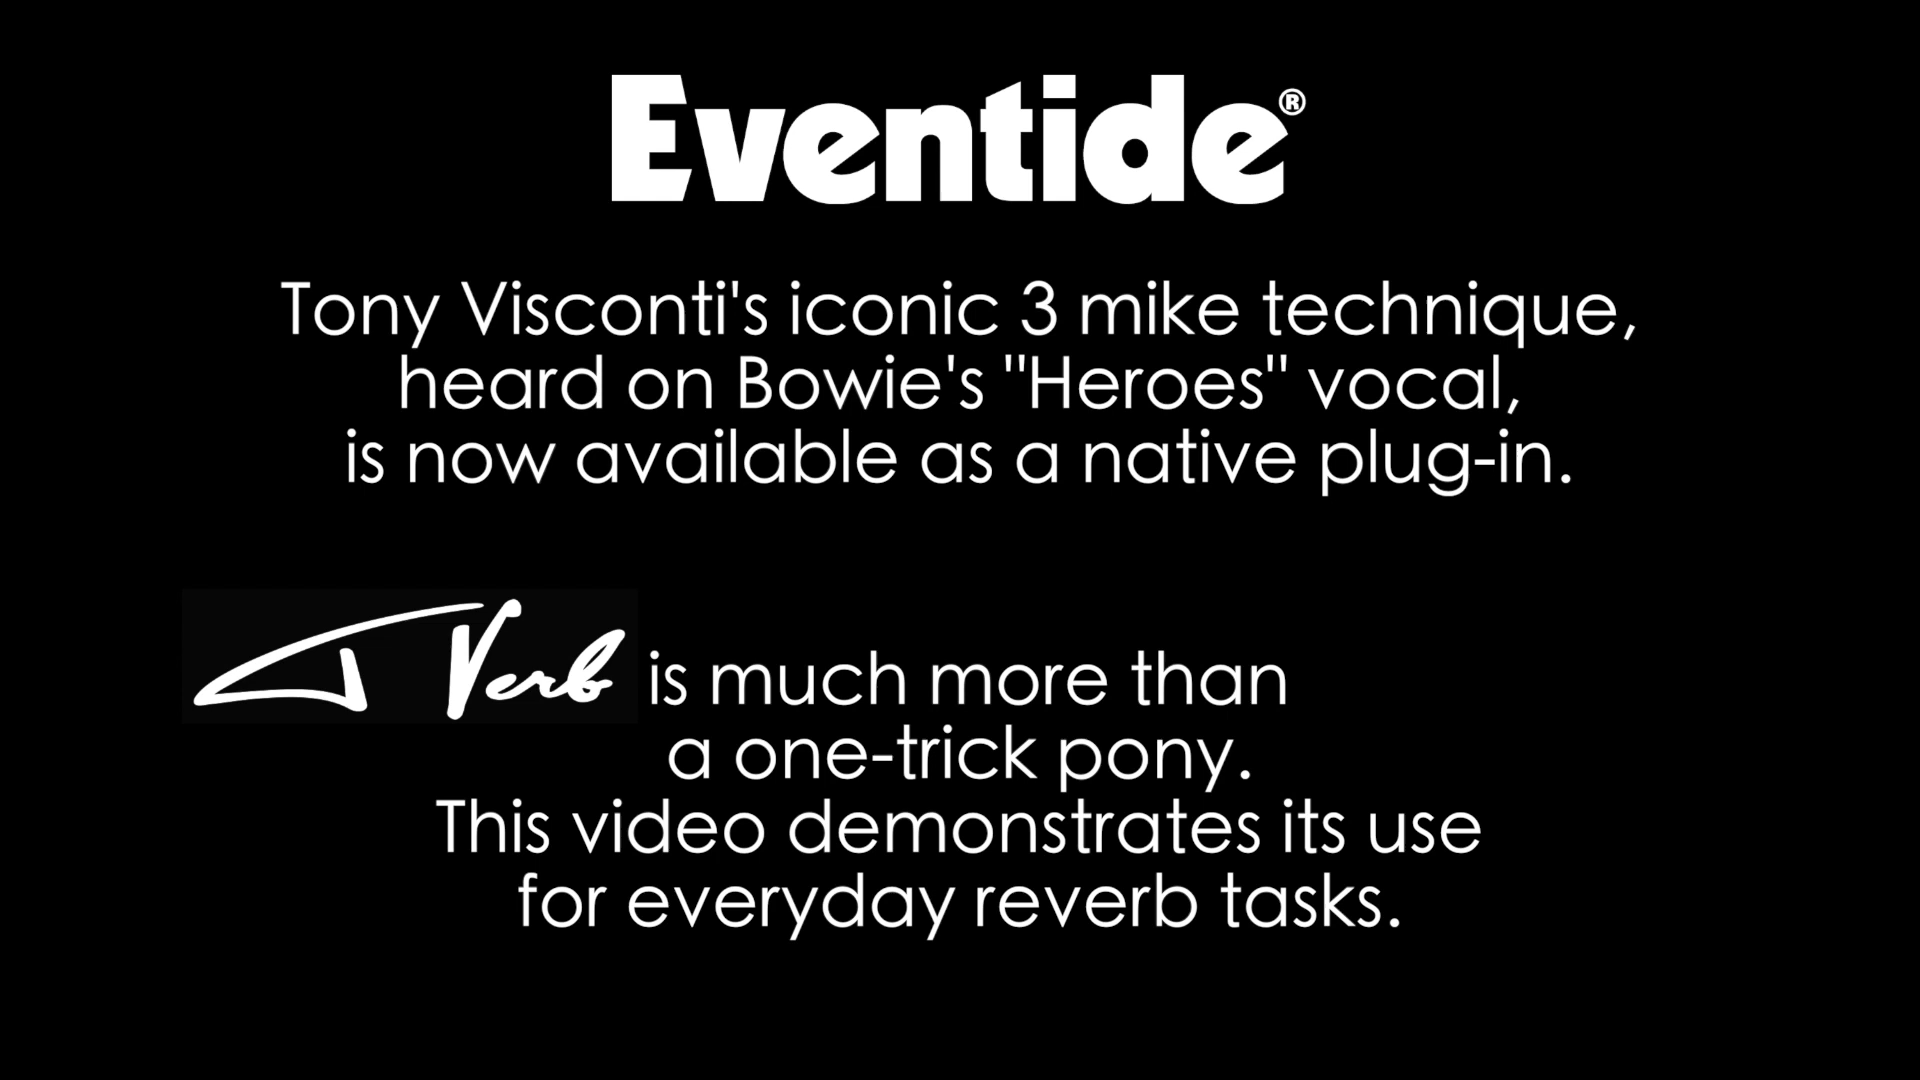 Eventide®
Tony Visconti's iconic 3 mike technique,
heard on Bowie's "Heroes" vocal,
is now available as a native plug-in.
T Verb is much more than
a one-trick pony.
This video demonstrates its use
for everyday reverb tasks.